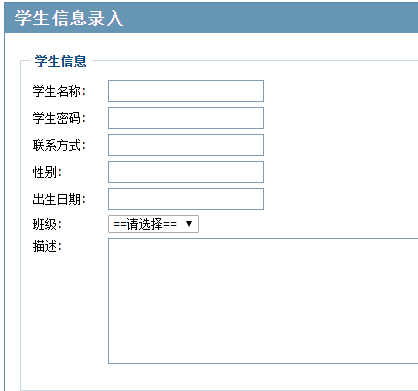 学生信息录入
学生信息
学生名称:
学生密码:
联系方式:
性别:
出生日期:
班级: ==请选择==
描述: